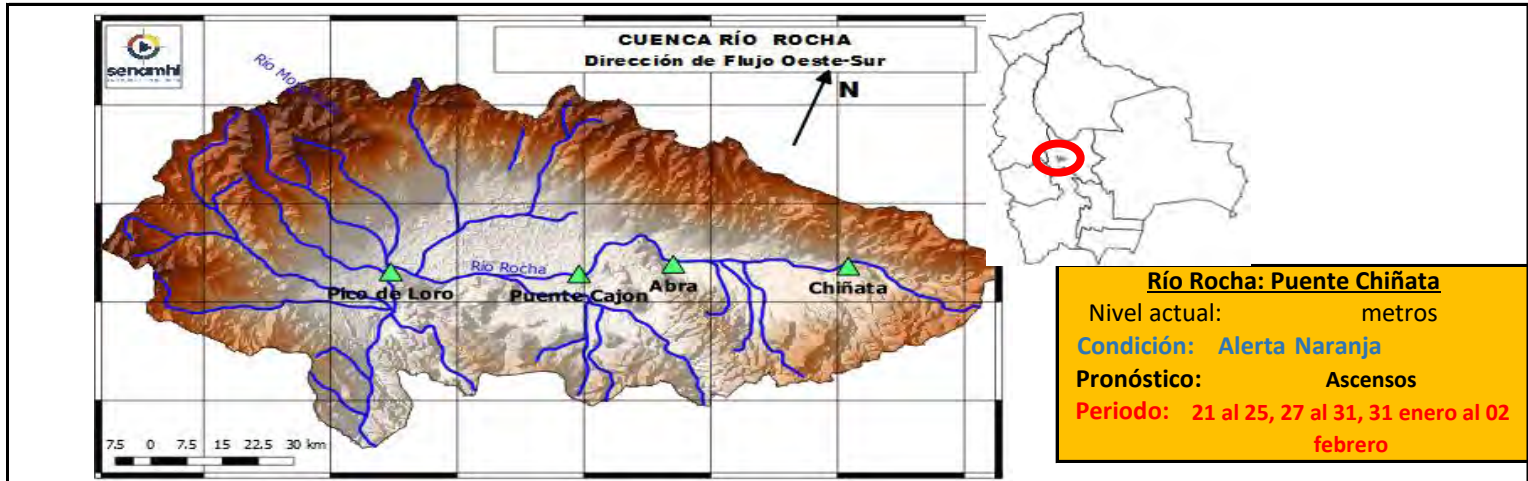 senamhi
CUENCA RÍO ROCHA
Dirección de Flujo Oeste-Sur
N
Río Rocha
Pico de Loro
Puente Cajon
Abra
Chiñata
7.5 0 7.5 15 22.5 30 km
Río Rocha: Puente Chiñata
Nivel actual: metros
Condición: Alerta Naranja
Pronóstico: Ascensos
Periodo: 21 al 25, 27 al 31, 31 enero al 02
febrero